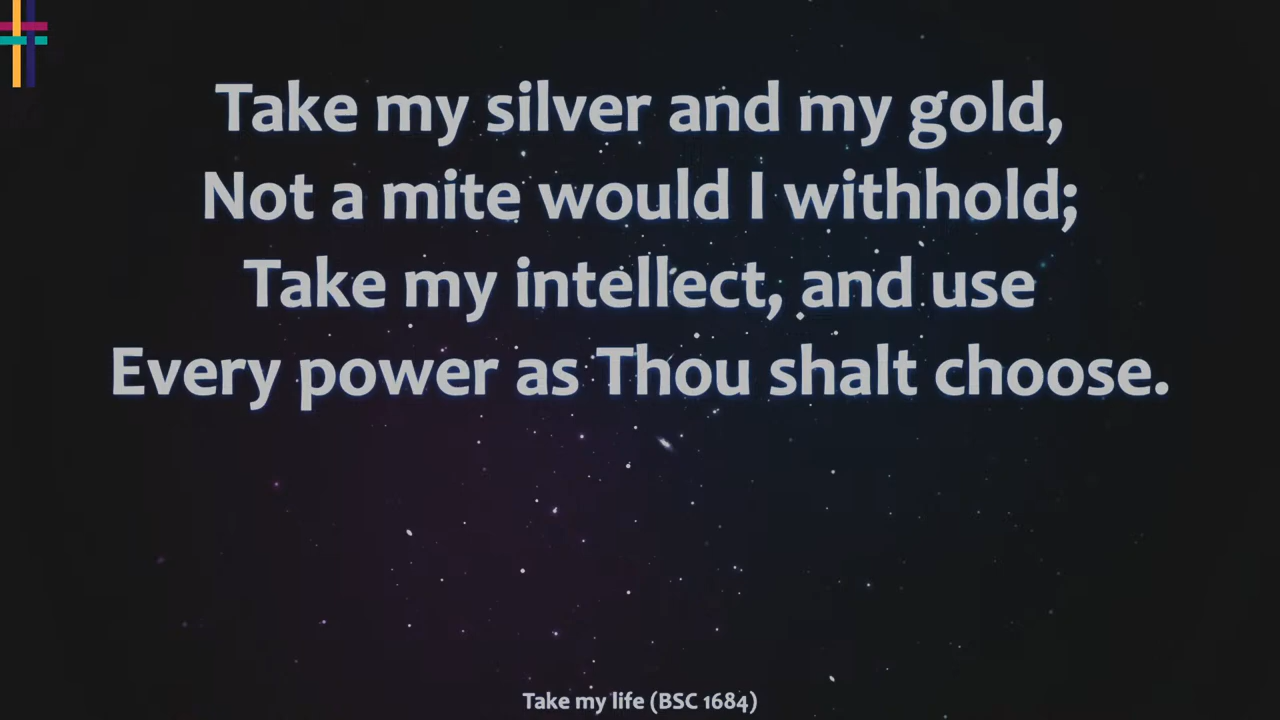 Take my silver and my gold,
Not a mite would I withhold;
Take my intellect, and use
Every power as Thou shalt choose.
Take my life (BSC 1684)